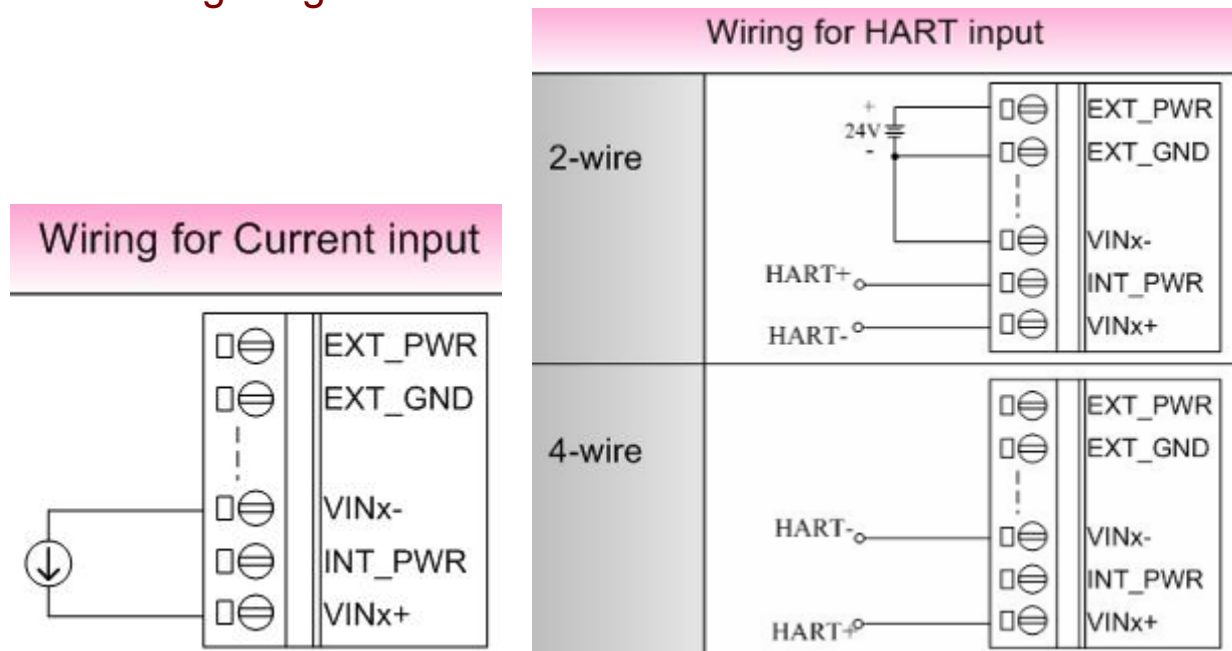 Wiring for Current input
EXT_PWR
EXT_GND
VINx-
INT_PWR
VINx+
Wiring for HART input
2-wire
+
24V
-
HART+
HART-
EXT_PWR
EXT_GND
VINx-
INT_PWR
VINx+
4-wire
HART-
HART+
EXT_PWR
EXT_GND
VINx-
INT_PWR
VINx+